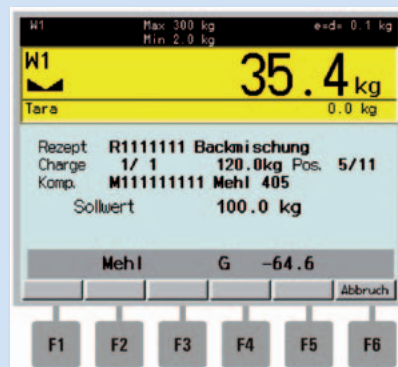 W1 Max 300 kg e=d= 0.1 kg
Min 2.0 kg
W1 35.4 kg
Tara 0.0 kg
Rezept R1111111 Backmischung
Charge 1/ 1 120.0kg Pos. 5/11
Komp. M111111111 Mehl 405
Sollwert 100.0 kg
Mehl G -64.6
Abbruch
F1 F2 F3 F4 F5 F6